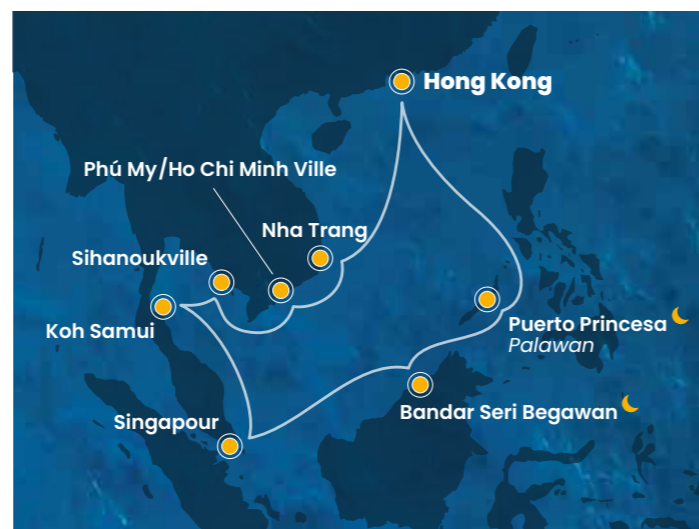 Hong Kong
Phú My/Ho Chi Minh Ville
Nha Trang
Sihanoukville
Koh Samui
Puerto Princesa
Palawan
Bandar Seri Begawan
Singapour